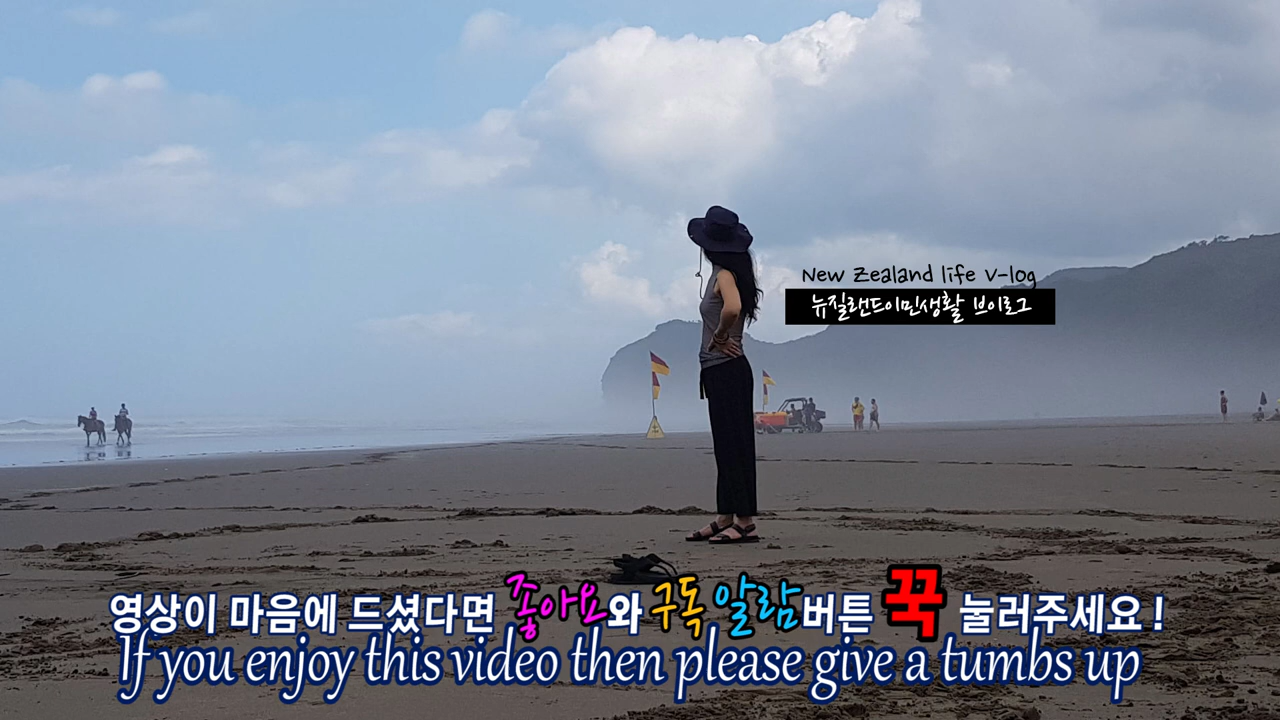 New Zealand life V-log
뉴질랜드이민생활 브이로그
영상이 마음에 드셨다면 좋아요와 구독 알람버튼 꾹 눌러주세요 !
If you enjoy this video then please give a tumbs up